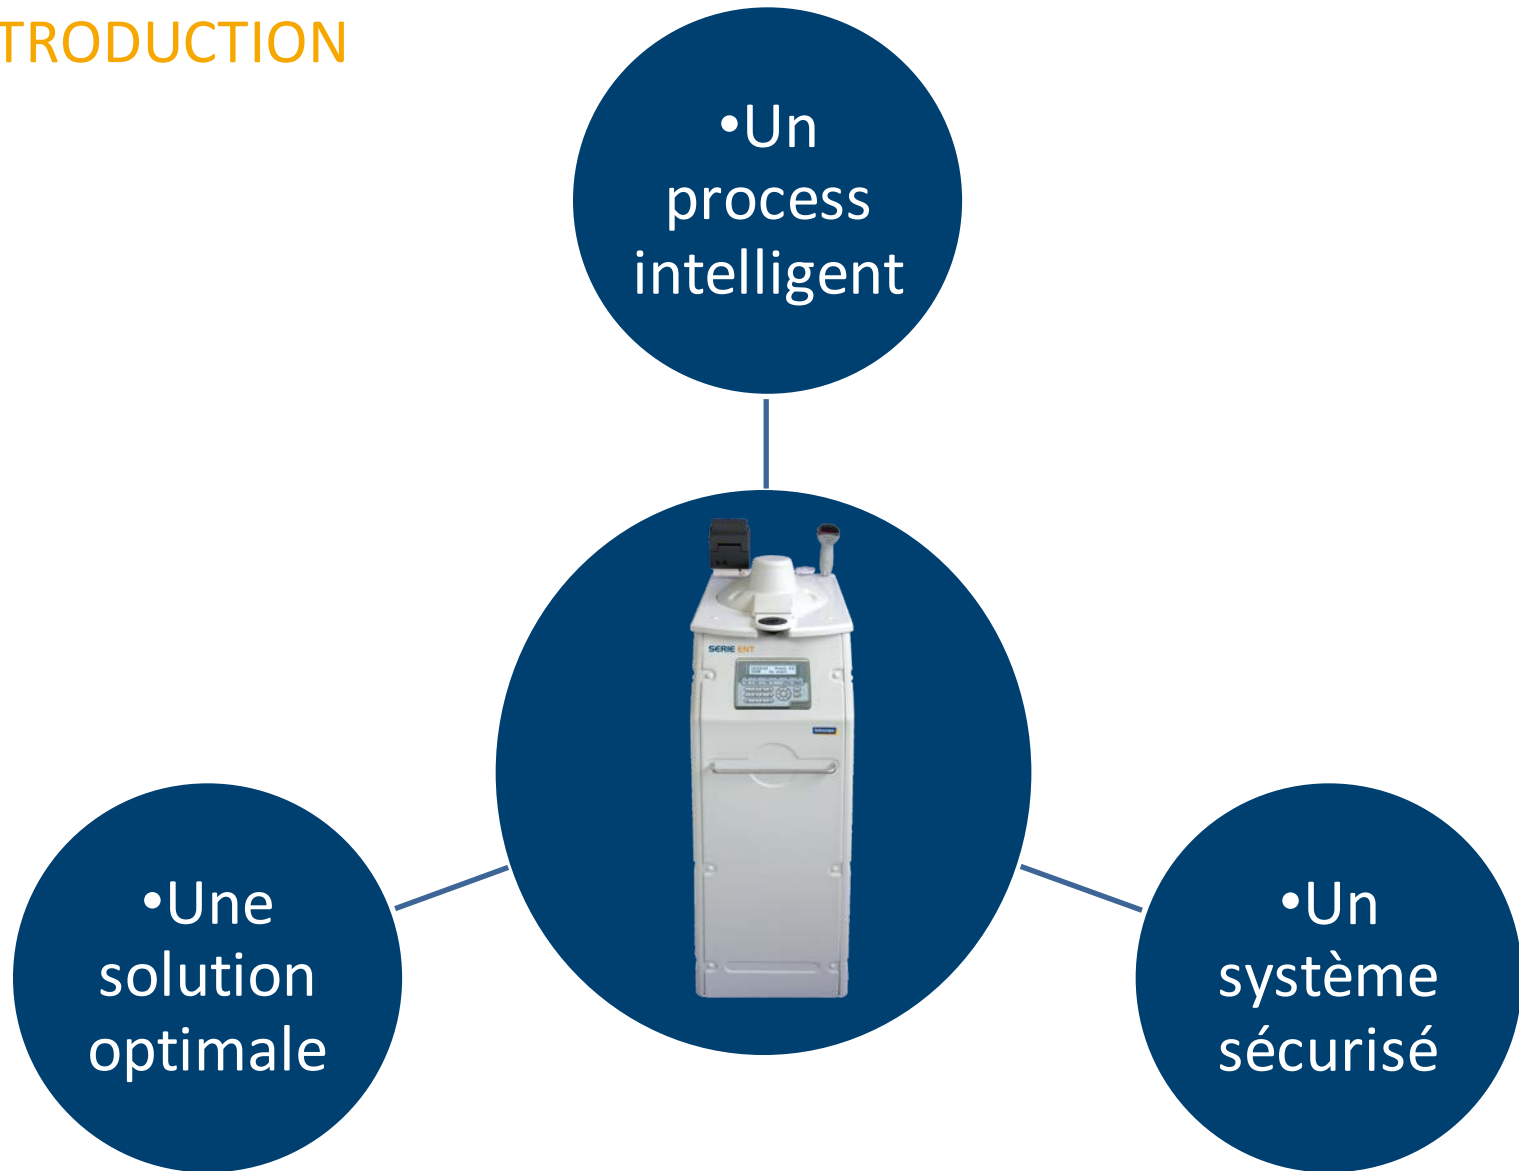 TRODUCTION
•Un
process
intelligent
SERIE ENT
•Une
solution
optimale
•Un
système
sécurisé